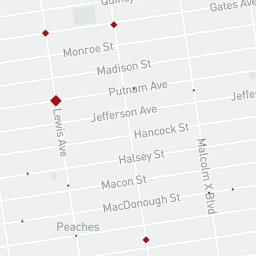 Quincy
Gates Ave
Monroe St
Madison St
Putnam Ave
Jefferson Ave
Hancock St
Halsey St
Macon St
MacDonough St
Peaches
Lewis Ave
Malcolm X Blvd